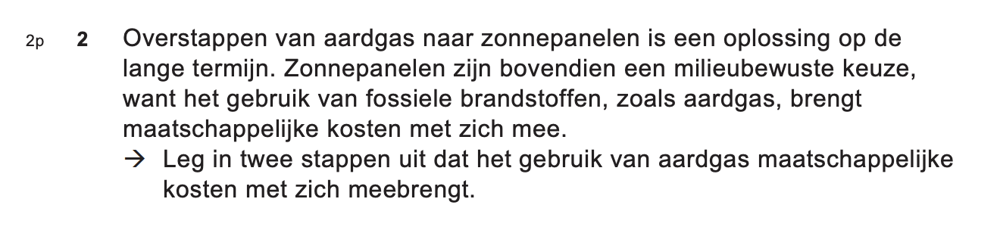 2p 2 Overstappen van aardgas naar zonnepanelen is een oplossing op de
lange termijn. Zonnepanelen zijn bovendien een milieubewuste keuze,
want het gebruik van fossiele brandstoffen, zoals aardgas, brengt
maatschappelijke kosten met zich mee.
→ Leg in twee stappen uit dat het gebruik van aardgas maatschappelijke
kosten met zich meebrengt.